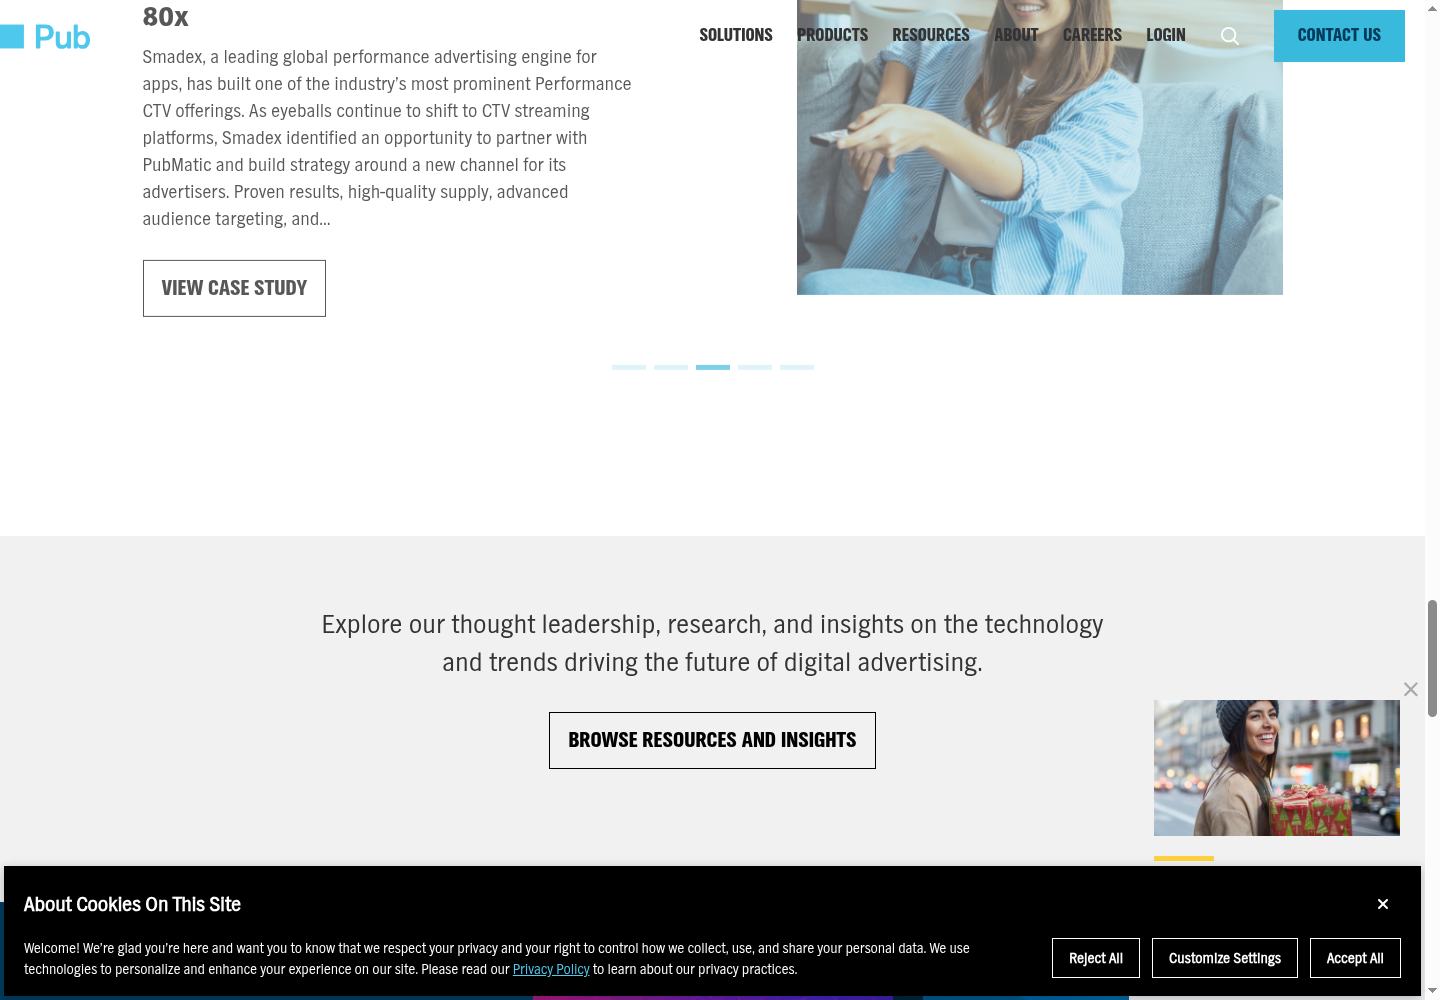 Pub
SOLUTIONS PRODUCTS RESOURCES ABOUT CAREERS LOGIN CONTACT US
80x
Smadex, a leading global performance advertising engine for
apps, has built one of the industry’s most prominent Performance
CTV offerings. As eyeballs continue to shift to CTV streaming
platforms, Smadex identified an opportunity to partner with
PubMatic and build strategy around a new channel for its
advertisers. Proven results, high-quality supply, advanced
audience targeting, and...
VIEW CASE STUDY
Explore our thought leadership, research, and insights on the technology
and trends driving the future of digital advertising.
BROWSE RESOURCES AND INSIGHTS
About Cookies On This Site
Welcome! We’re glad you’re here and want you to know that we respect your privacy and your right to control how we collect, use, and share your personal data. We use
technologies to personalize and enhance your experience on our site. Please read our Privacy Policy to learn about our privacy practices.
Reject All Customize Settings Accept All